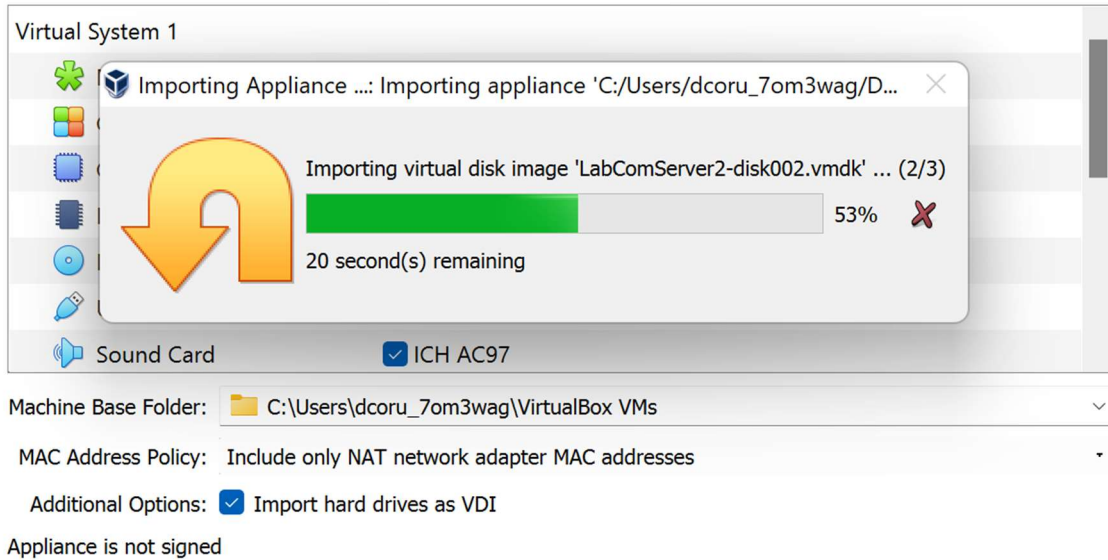 Virtual System 1
Importing Appliance ...: Importing appliance 'C:/Users/dcoru_7om3wag/D...
Importing virtual disk image 'LabComServer2-disk002.vmdk' ... (2/3)
53%
20 second(s) remaining
Sound Card ICH AC97
Machine Base Folder: C:\Users\dcoru_7om3wag\VirtualBox VMs
MAC Address Policy: Include only NAT network adapter MAC addresses
Additional Options: Import hard drives as VDI
Appliance is not signed